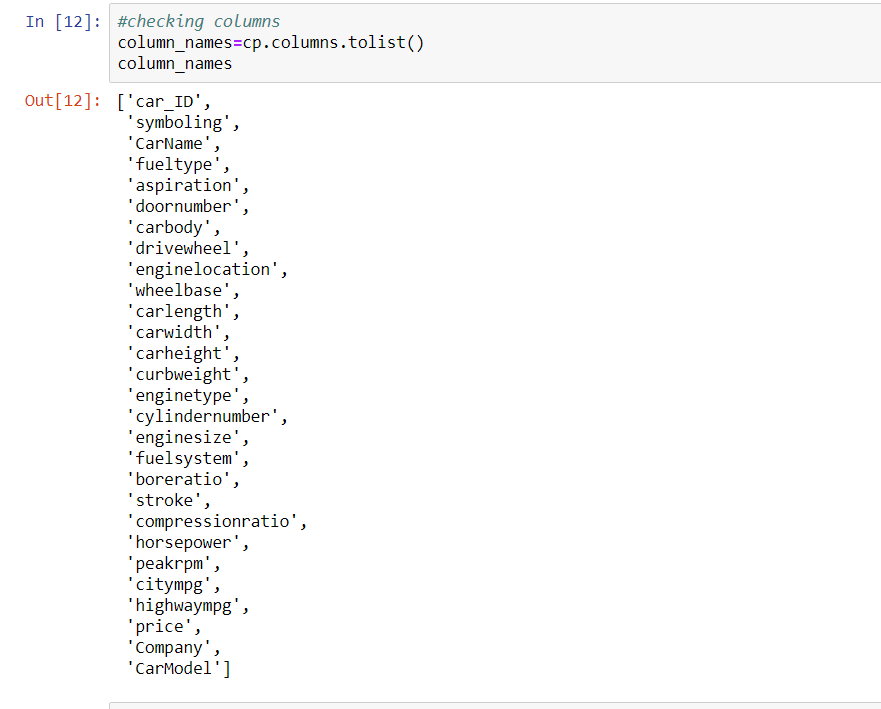 In [12]: #checking columns
column_names=cp.columns.tolist()
column_names
Out[12]: ['car_ID',
'symboling',
'CarName',
'fueltype',
'aspiration',
'doornumber',
'carbody',
'drivewheel',
'enginelocation',
'wheelbase',
'carlength',
'carwidth',
'carheight',
'curbweight',
'enginetype',
'cylindernumber',
'enginesize',
'fuelsystem',
'boreratio',
'stroke',
'compressionratio',
'horsepower',
'peakrpm',
'citympg',
'highwaympg',
'price',
'Company',
'CarModel']